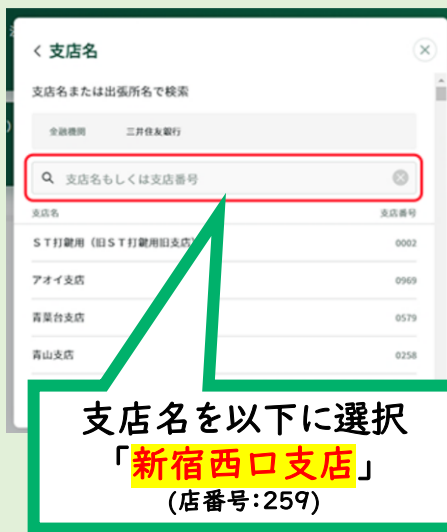 支店名
支店名または出張所名で検索
金融機関 三井住友銀行
支店名もしくは支店番号
支店名 支店番号
ST打鍵用（旧ST打鍵用旧支店） 0002
アオイ支店 0969
青葉台支店 0579
青山支店 0258
支店名を以下に選択
「新宿西口支店」
(店番号:259)